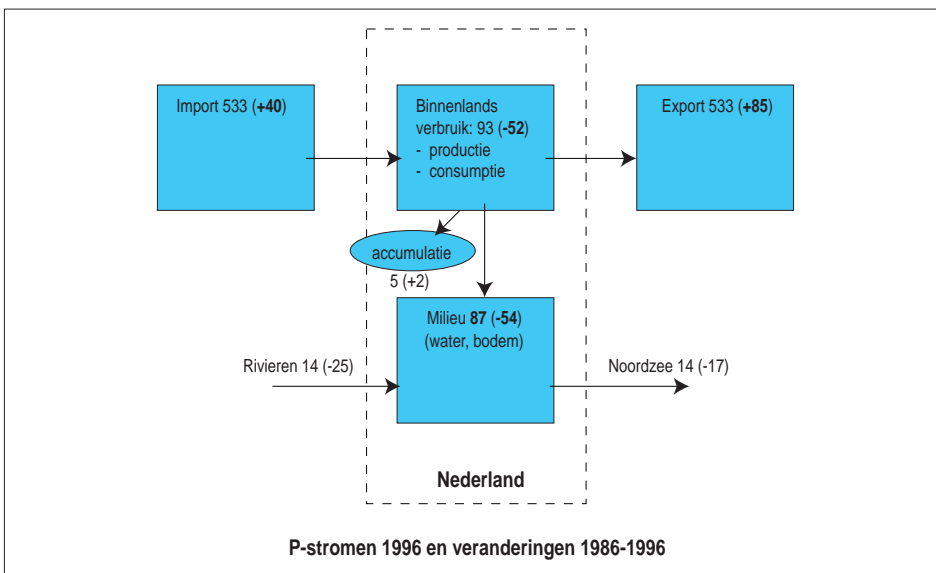 Import 533 (+40)
Binnenlands
verbruik: 93 (-52)
- productie
- consumptie
Export 533 (+85)
accumulatie
5 (+2)
Milieu 87 (-54)
(water, bodem)
Rivieren 14 (-25)
Noordzee 14 (-17)
Nederland
P-stromen 1996 en veranderingen 1986-1996